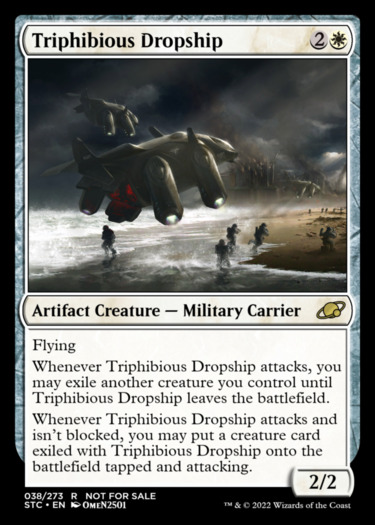 Triphibious Dropship 2
Artifact Creature — Military Carrier
Flying
Whenever Triphibious Dropship attacks, you
may exile another creature you control until
Triphibious Dropship leaves the battlefield.
Whenever Triphibious Dropship attacks and
isn't blocked, you may put a creature card
exiled with Triphibious Dropship onto the
battlefield tapped and attacking.
2/2
038/273 R NOT FOR SALE
STC • EN OmeN2501
™ & © 2022 Wizards of the Coast